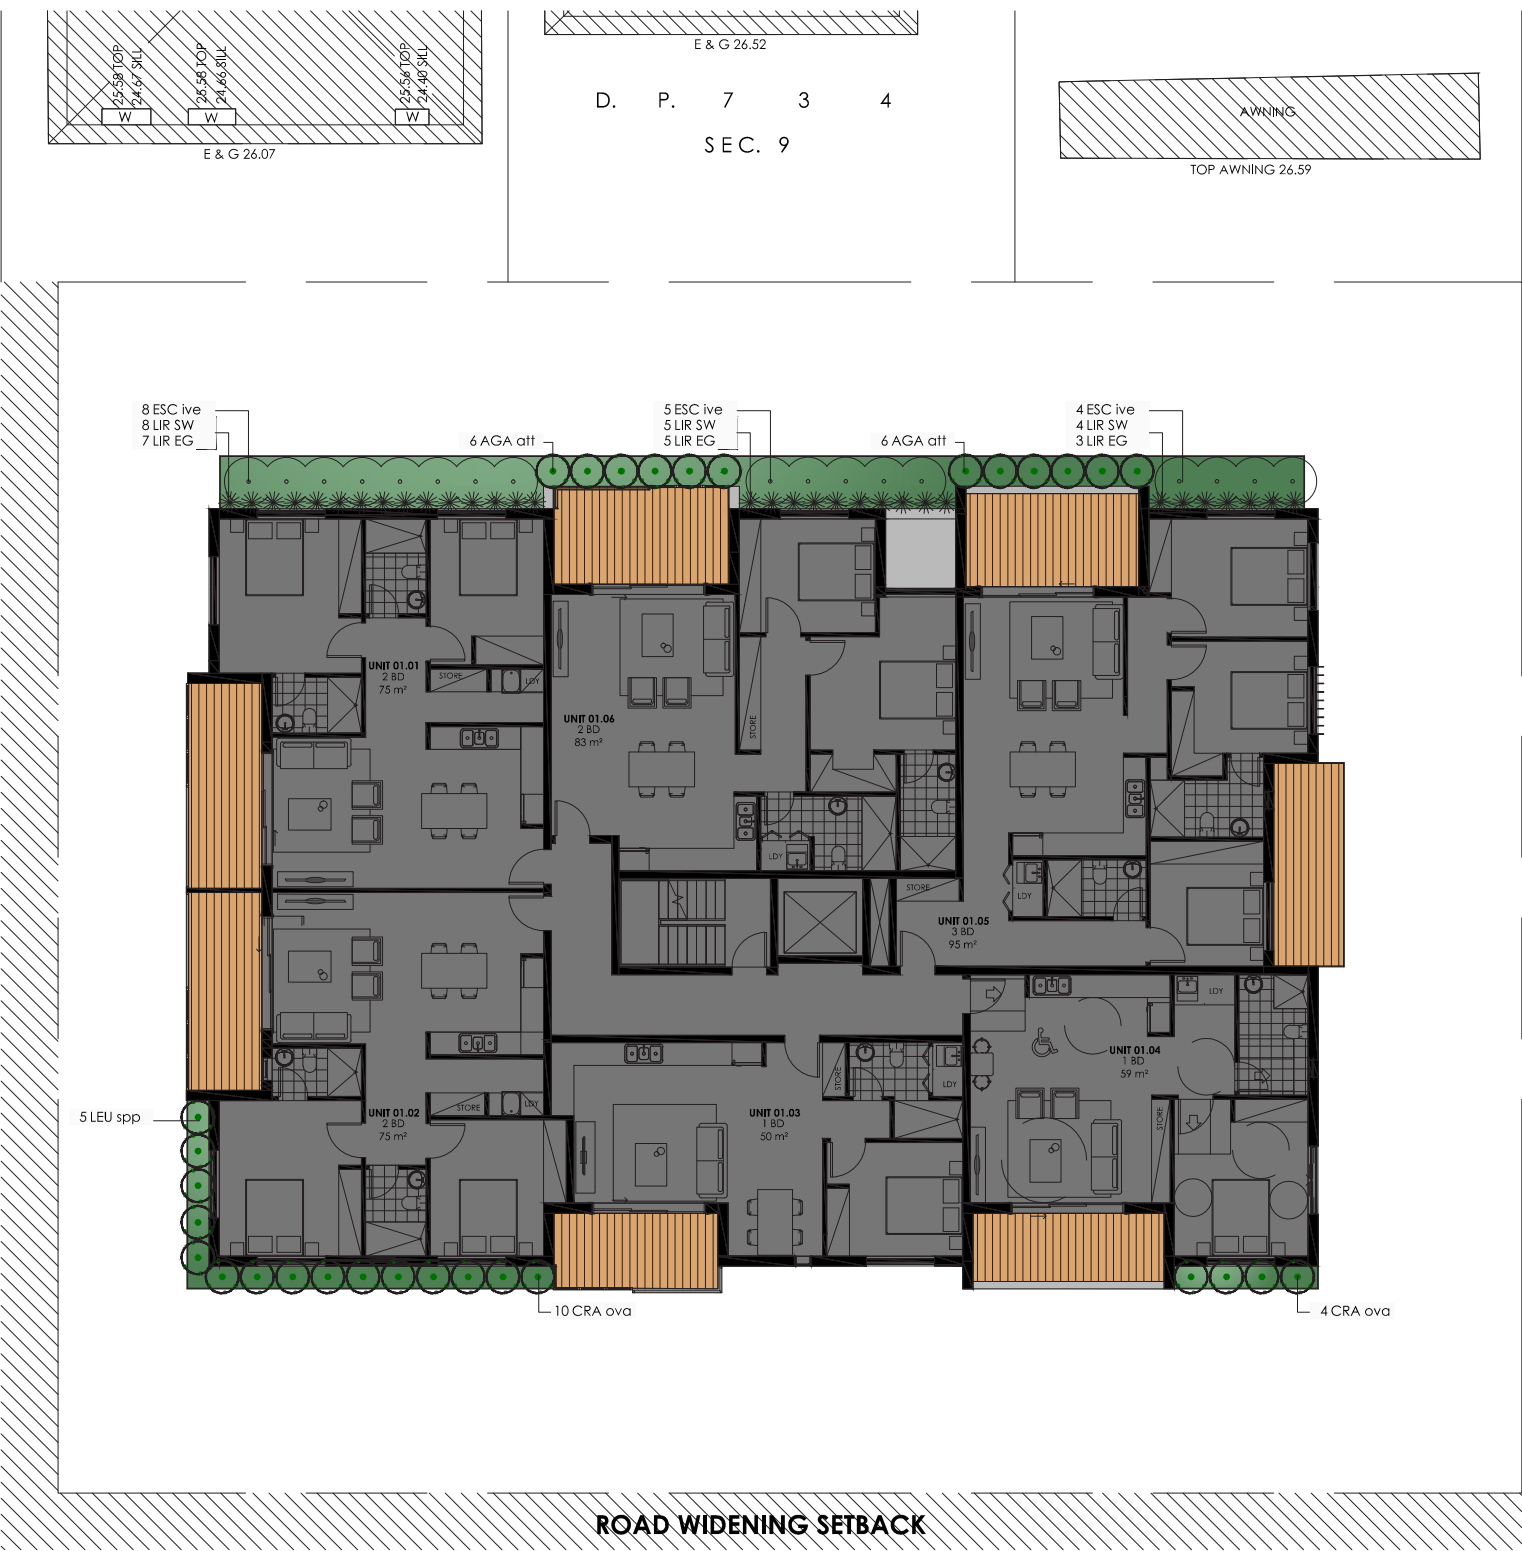 25.58 TOP
24.67 SILL
25.58 TOP
24.66 SILL
25.56 TOP
24.40 SILL
W
W
W
E & G 26.07
E & G 26.52
D. P. 7 3 4
SEC. 9
AWNING
TOP AWNING 26.59
8 ESC ive
8 LIR SW
7 LIR EG
6 AGA att
5 ESC ive
5 LIR SW
5 LIR EG
6 AGA att
4 ESC ive
4 LIR SW
3 LIR EG
UNIT 01.01
2 BD
75 m²
STORE
LDY
UNIT 01.06
2 BD
83 m²
STORE
LDY
STORE
LDY
UNIT 01.05
3 BD
95 m²
LDY
UNIT 01.04
1 BD
59 m²
STORE
STORE
LDY
UNIT 01.03
1 BD
50 m²
STORE
LDY
UNIT 01.02
2 BD
75 m²
5 LEU spp
10 CRA ova
4 CRA ova
ROAD WIDENING SETBACK